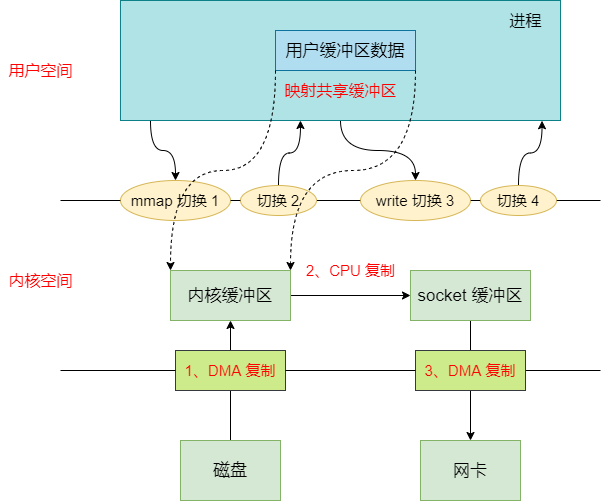 进程
用户缓冲区数据
用户空间
映射共享缓冲区
mmap 切换 1
切换 2
write 切换 3
切换 4
2、CPU 复制
内核空间
内核缓冲区
socket 缓冲区
1、DMA 复制
3、DMA 复制
磁盘
网卡